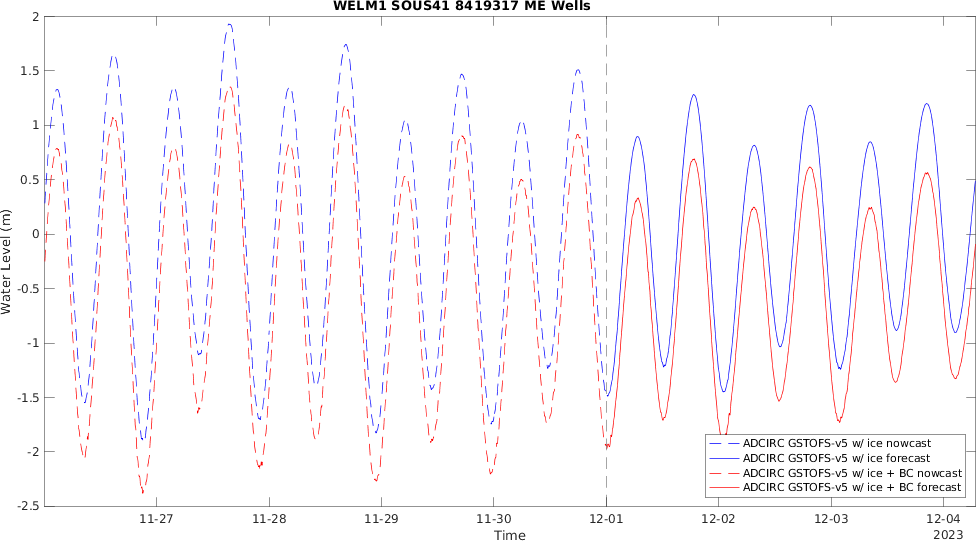 WELM1 SOUS41 8419317 ME Wells
Water Level (m)
2
1.5
1
0.5
0
-0.5
-1
-1.5
-2
-2.5
ADCIRC GSTOFS-v5 w/ ice nowcast
ADCIRC GSTOFS-v5 w/ ice forecast
ADCIRC GSTOFS-v5 w/ ice + BC nowcast
ADCIRC GSTOFS-v5 w/ ice + BC forecast
11-27 11-28 11-29 11-30 12-01 12-02 12-03 12-04
Time 2023